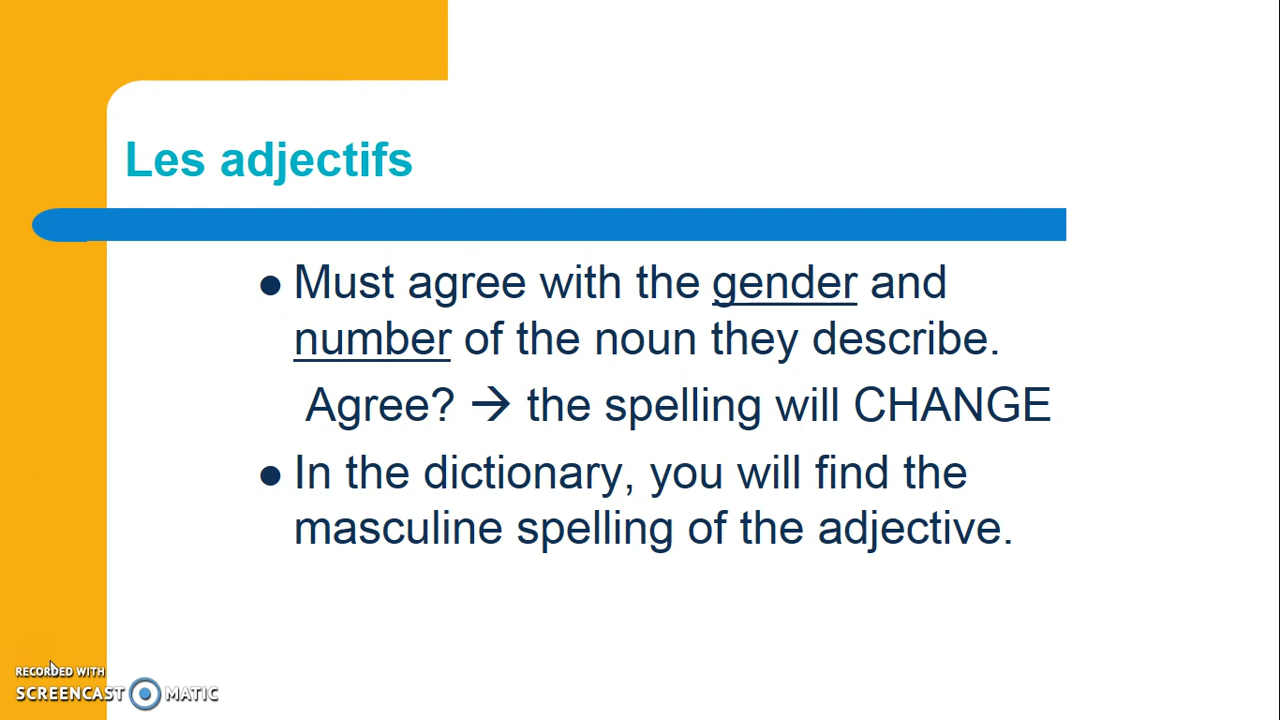 Les adjectifs
● Must agree with the gender and
number of the noun they describe.
Agree? → the spelling will CHANGE
● In the dictionary, you will find the
masculine spelling of the adjective.
RECORDED WITH
SCREENCAST MATIC